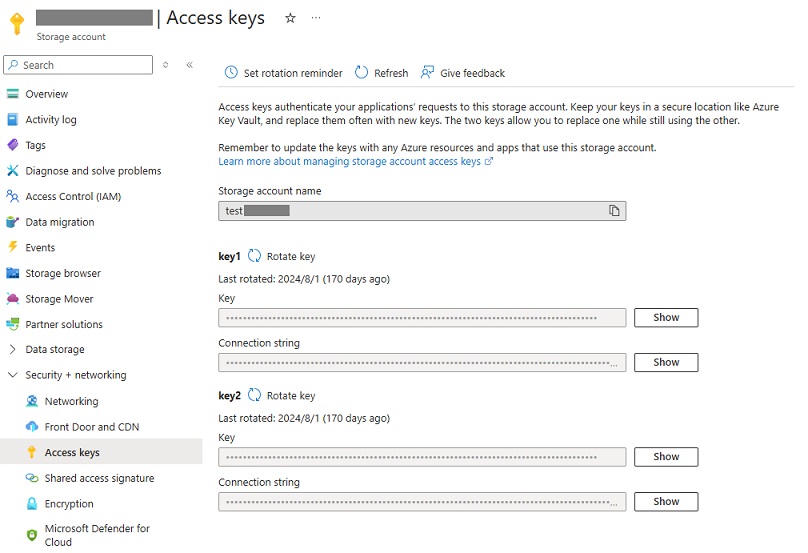 | Access keys
Storage account
Search
Overview
Activity log
Tags
Diagnose and solve problems
Access Control (IAM)
Data migration
Events
Storage browser
Storage Mover
Partner solutions
Data storage
Security + networking
Networking
Front Door and CDN
Access keys
Shared access signature
Encryption
Microsoft Defender for
Cloud
Set rotation reminder
Refresh
Give feedback
Access keys authenticate your applications' requests to this storage account. Keep your keys in a secure location like Azure
Key Vault, and replace them often with new keys. The two keys allow you to replace one while still using the other.
Remember to update the keys with any Azure resources and apps that use this storage account.
Learn more about managing storage account access keys
Storage account name
test
key1 Rotate key
Last rotated: 2024/8/1 (170 days ago)
Key
Show
Connection string
Show
key2 Rotate key
Last rotated: 2024/8/1 (170 days ago)
Key
Show
Connection string
Show